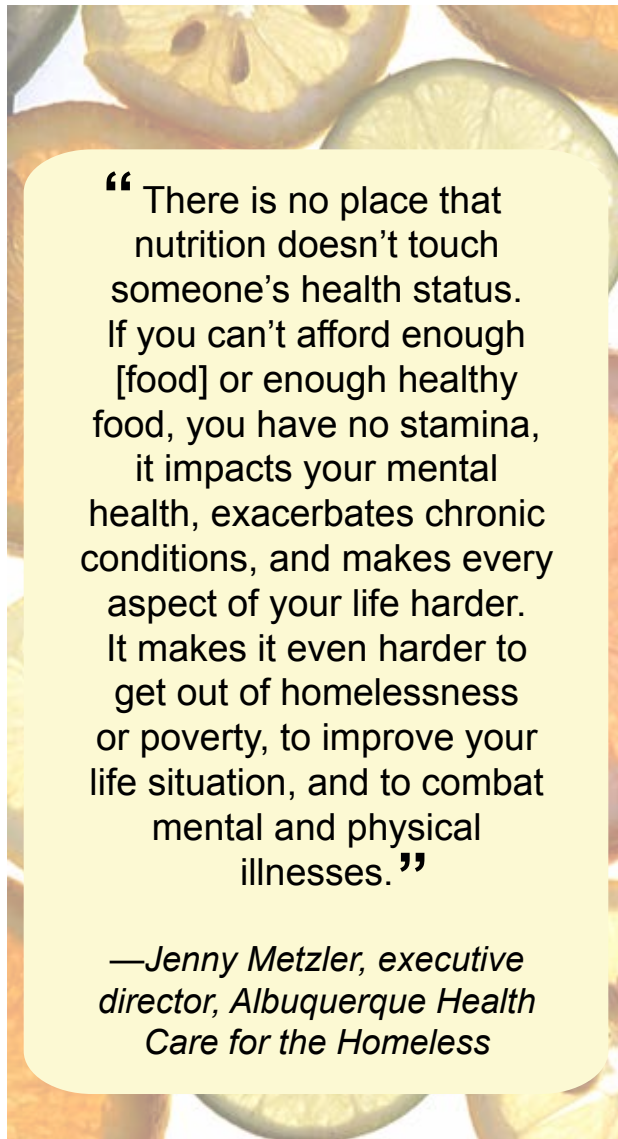 “ There is no place that
nutrition doesn’t touch
someone’s health status.
If you can’t afford enough
[food] or enough healthy
food, you have no stamina,
it impacts your mental
health, exacerbates chronic
conditions, and makes every
aspect of your life harder.
It makes it even harder to
get out of homelessness
or poverty, to improve your
life situation, and to combat
mental and physical
illnesses.”
—Jenny Metzler, executive
director, Albuquerque Health
Care for the Homeless